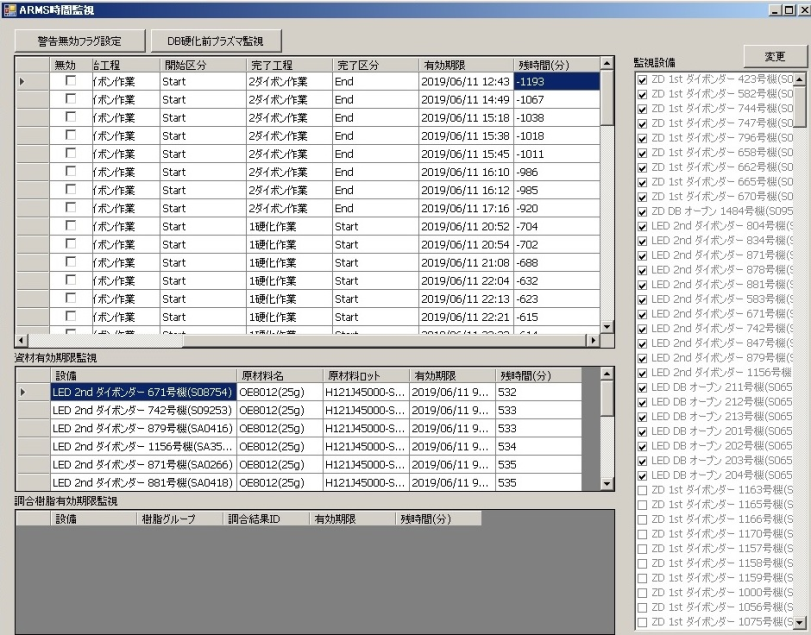 ARMS時間監視
警告無効フラグ設定 DB硬化前プラズマ監視
無効 台工程 開始区分 完了工程 完了区分 有効期限 残時間(分)
イボン作業 Start 2ダイボン作業 End 2019/06/11 12:43 -1193
イボン作業 Start 2ダイボン作業 End 2019/06/11 14:49 -1067
イボン作業 Start 2ダイボン作業 End 2019/06/11 15:18 -1038
イボン作業 Start 2ダイボン作業 End 2019/06/11 15:38 -1018
イボン作業 Start 2ダイボン作業 End 2019/06/11 15:45 -1011
イボン作業 Start 2ダイボン作業 End 2019/06/11 16:10 -986
イボン作業 Start 2ダイボン作業 End 2019/06/11 16:12 -985
イボン作業 Start 2ダイボン作業 End 2019/06/11 17:16 -920
イボン作業 Start 1硬化作業 Start 2019/06/11 20:52 -704
イボン作業 Start 1硬化作業 Start 2019/06/11 20:54 -702
イボン作業 Start 1硬化作業 Start 2019/06/11 21:08 -688
イボン作業 Start 1硬化作業 Start 2019/06/11 22:04 -632
イボン作業 Start 1硬化作業 Start 2019/06/11 22:13 -623
イボン作業 Start 1硬化作業 Start 2019/06/11 22:21 -615
資材有効期限監視
設備 原材料名 原材料ロット 有効期限 残時間(分)
LED 2nd ダイボンダー 671号機(S08754) OE8012(25g) H121J45000-S... 2019/06/11 9... 532
LED 2nd ダイボンダー 742号機(S09253) OE8012(25g) H121J45000-S... 2019/06/11 9... 533
LED 2nd ダイボンダー 879号機(SA0416) OE8012(25g) H121J45000-S... 2019/06/11 9... 533
LED 2nd ダイボンダー 1156号機(SA35... OE8012(25g) H121J45000-S... 2019/06/11 9... 534
LED 2nd ダイボンダー 871号機(SA0266) OE8012(25g) H121J45000-S... 2019/06/11 9... 535
LED 2nd ダイボンダー 881号機(SA0418) OE8012(25g) H121J45000-S... 2019/06/11 9... 535
調合樹脂有効期限監視
設備 樹脂グループ 調合結果ID 有効期限 残時間(分)
監視設備 変更
ZD 1st ダイボンダー 423号機(S0
ZD 1st ダイボンダー 582号機(S0
ZD 1st ダイボンダー 744号機(S0
ZD 1st ダイボンダー 747号機(S0
ZD 1st ダイボンダー 796号機(S0
ZD 1st ダイボンダー 658号機(S0
ZD 1st ダイボンダー 662号機(S0
ZD 1st ダイボンダー 665号機(S0
ZD 1st ダイボンダー 670号機(S0
ZD DB オーブン 1484号機(S095
LED 2nd ダイボンダー 804号機(S
LED 2nd ダイボンダー 834号機(S
LED 2nd ダイボンダー 871号機(S
LED 2nd ダイボンダー 878号機(S
LED 2nd ダイボンダー 881号機(S
LED 2nd ダイボンダー 583号機(S
LED 2nd ダイボンダー 671号機(S
LED 2nd ダイボンダー 742号機(S
LED 2nd ダイボンダー 847号機(S
LED 2nd ダイボンダー 879号機(S
LED 2nd ダイボンダー 1156号機
LED DB オーブン 211号機(S065
LED DB オーブン 212号機(S065
LED DB オーブン 213号機(S065
LED DB オーブン 201号機(S065
LED DB オーブン 202号機(S065
LED DB オーブン 203号機(S065
LED DB オーブン 204号機(S065
ZD 1st ダイボンダー 1163号機(S
ZD 1st ダイボンダー 1165号機(S
ZD 1st ダイボンダー 1166号機(S
ZD 1st ダイボンダー 1170号機(S
ZD 1st ダイボンダー 1157号機(S
ZD 1st ダイボンダー 1158号機(S
ZD 1st ダイボンダー 1159号機(S
ZD 1st ダイボンダー 1000号機(S
ZD 1st ダイボンダー 1056号機(S
ZD 1st ダイボンダー 1075号機(S